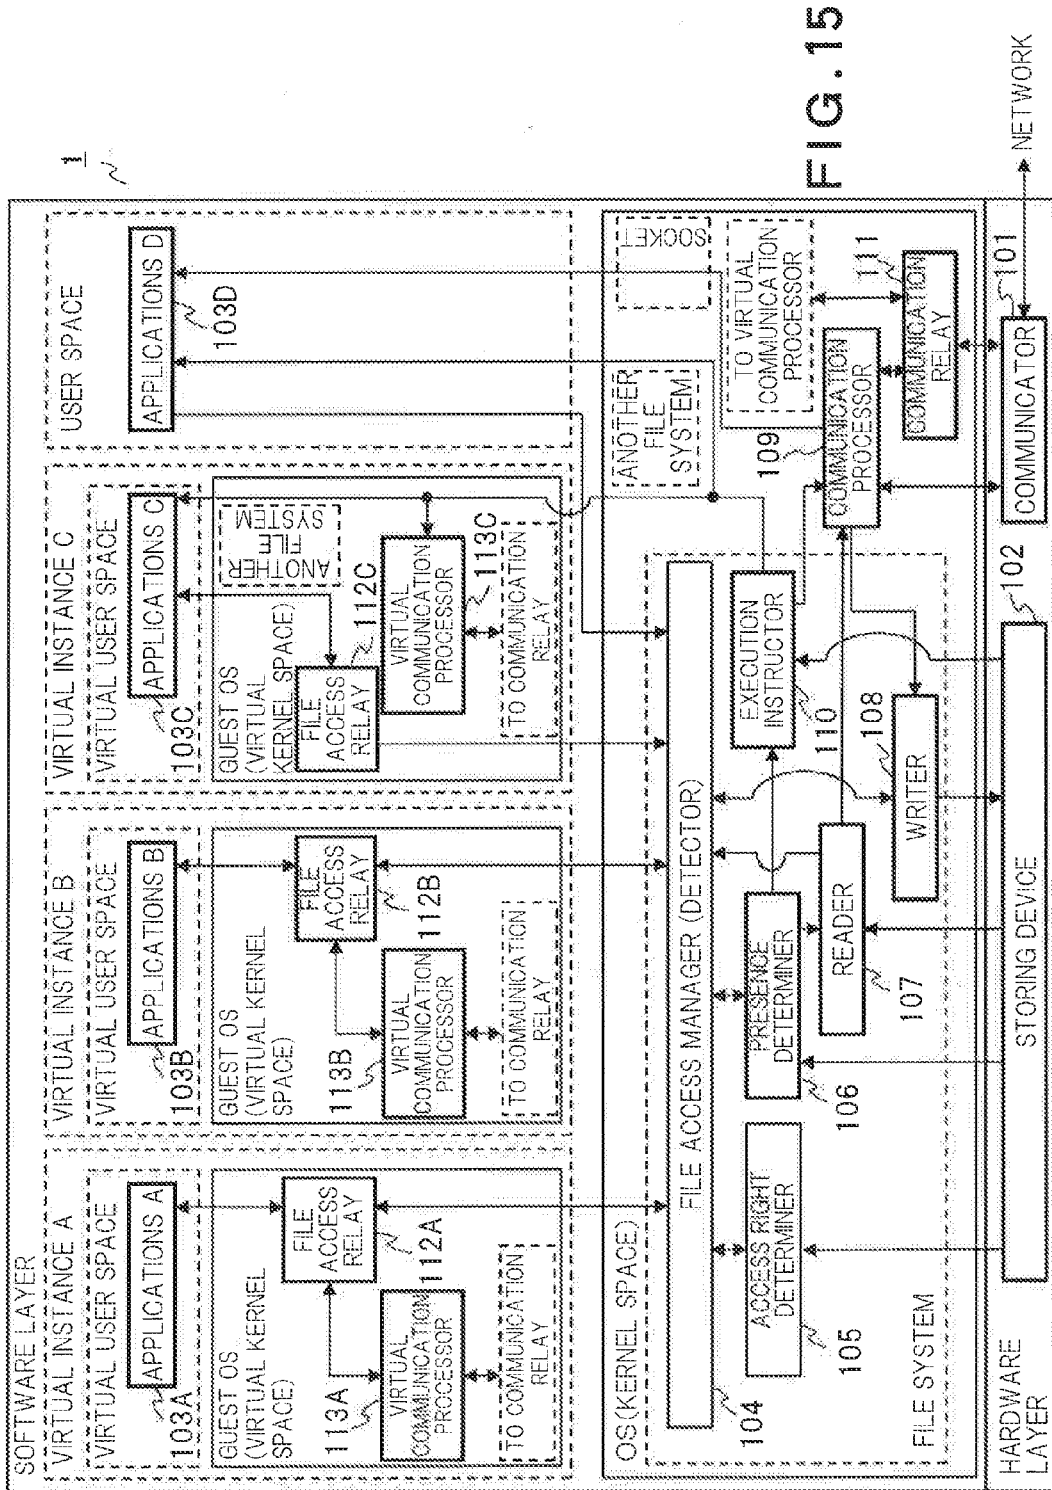 SOFTWARE LAYER
VIRTUAL INSTANCE A
VIRTUAL USER SPACE
APPLICATIONS A
103A
GUEST OS
(VIRTUAL KERNEL
SPACE)
FILE
ACCESS
RELAY
112A
113A
VIRTUAL
COMMUNICATION
PROCESSOR
TO COMMUNICATION
RELAY
VIRTUAL INSTANCE B
VIRTUAL USER SPACE
APPLICATIONS B
103B
GUEST OS
(VIRTUAL KERNEL
SPACE)
FILE
ACCESS
RELAY
112B
113B
VIRTUAL
COMMUNICATION
PROCESSOR
TO COMMUNICATION
RELAY
VIRTUAL INSTANCE C
VIRTUAL USER SPACE
APPLICATIONS C
103C
GUEST OS
(VIRTUAL
KERNEL SPACE)
ANOTHER
FILE
SYSTEM
FILE
ACCESS
RELAY
112C
VIRTUAL
COMMUNICATION
PROCESSOR
113C
TO COMMUNICATION
RELAY
USER SPACE
APPLICATIONS D
103D
1
OS(KERNEL SPACE)
FILE ACCESS MANAGER (DETECTOR)
104
ACCESS RIGHT
DETERMINER
105
PRESENCE
DETERMINER
106
READER
107
WRITER
108
EXECUTION
INSTRUCTOR
110
FILE SYSTEM
ANOTHER
FILE
SYSTEM
SOCKET
TO VIRTUAL
COMMUNICATION
PROCESSOR
109
COMMUNICATION
PROCESSOR
111
COMMUNICATION
RELAY
HARDWARE
LAYER
STORING DEVICE
102
COMMUNICATOR
101
NETWORK
FIG.15